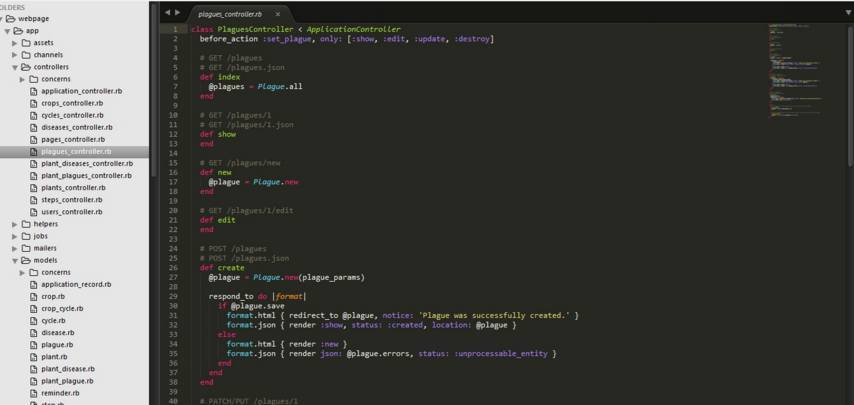 OLDERS
webpage
app
assets
channels
controllers
concerns
application_controller.rb
crops_controller.rb
cycles_controller.rb
diseases_controller.rb
pages_controller.rb
plagues_controller.rb
plant_diseases_controller.rb
plant_plagues_controller.rb
plants_controller.rb
steps_controller.rb
users_controller.rb
helpers
jobs
mailers
models
concerns
application_record.rb
crop.rb
crop_cycle.rb
cycle.rb
disease.rb
plague.rb
plant.rb
plant_disease.rb
plant_plague.rb
reminder.rb
step.rb
plagues_controller.rb ×
1 class PlaguesController < ApplicationController
2 before_action :set_plague, only: [:show, :edit, :update, :destroy]
3
4 # GET /plagues
5 # GET /plagues.json
6 def index
7 @plagues = Plague.all
8 end
9
10 # GET /plagues/1
11 # GET /plagues/1.json
12 def show
13 end
14
15 # GET /plagues/new
16 def new
17 @plague = Plague.new
18 end
19
20 # GET /plagues/1/edit
21 def edit
22 end
23
24 # POST /plagues
25 # POST /plagues.json
26 def create
27 @plague = Plague.new(plague_params)
28
29 respond_to do |format|
30 if @plague.save
31 format.html { redirect_to @plague, notice: 'Plague was successfully created.' }
32 format.json { render :show, status: :created, location: @plague }
33 else
34 format.html { render :new }
35 format.json { render json: @plague.errors, status: :unprocessable_entity }
36 end
37 end
38 end
39
40 # PATCH/PUT /plagues/1